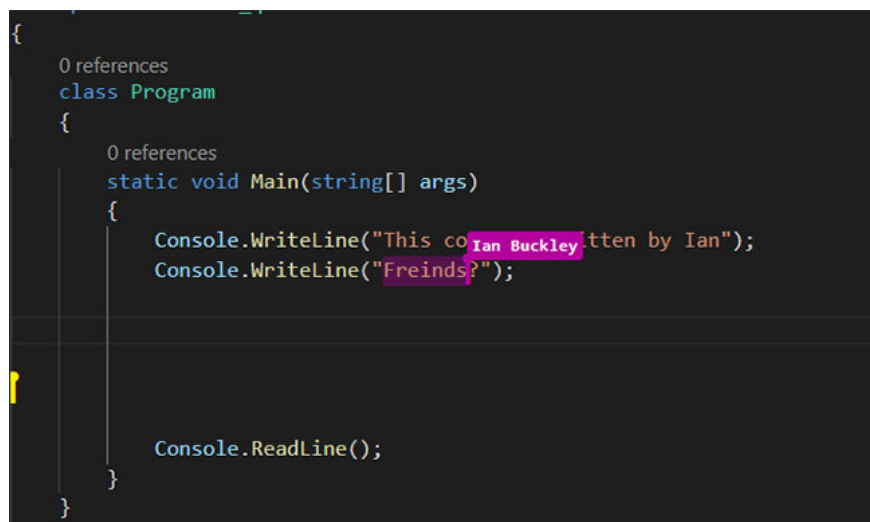 {
0 references
class Program
{
0 references
static void Main(string[] args)
{
Console.WriteLine("This co Ian Buckley itten by Ian");
Console.WriteLine("Freinds?");
Console.ReadLine();
}
}